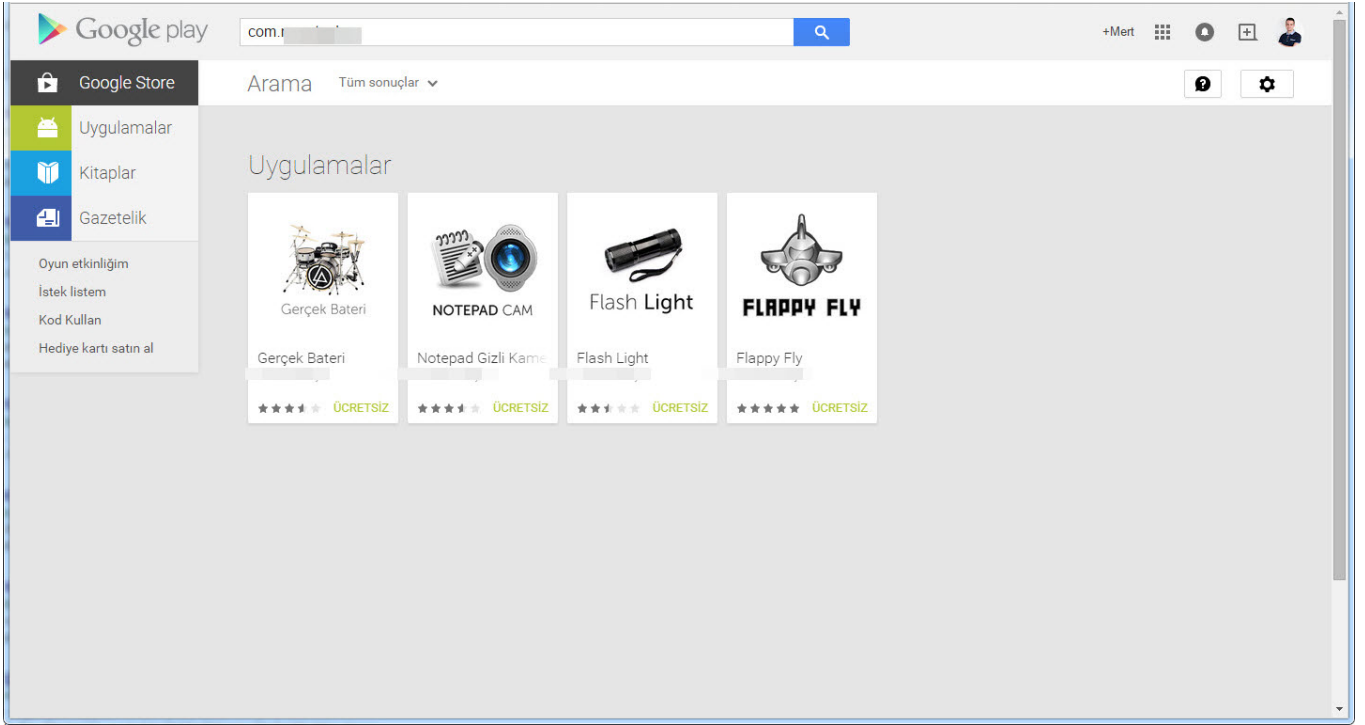 Google play
com.
+Mert
Google Store
Arama
Tüm sonuçlar
Uygulamalar
Kitaplar
Gazetelik
Oyun etkinliğim
İstek listem
Kod Kullan
Hediye kartı satın al
Uygulamalar
Gerçek Bateri
NOTEPAD CAM
Flash Light
FLAPPY FLY
Gerçek Bateri
Notepad Gizli Kame
Flash Light
Flappy Fly
ÜCRETSİZ
ÜCRETSİZ
ÜCRETSİZ
ÜCRETSİZ